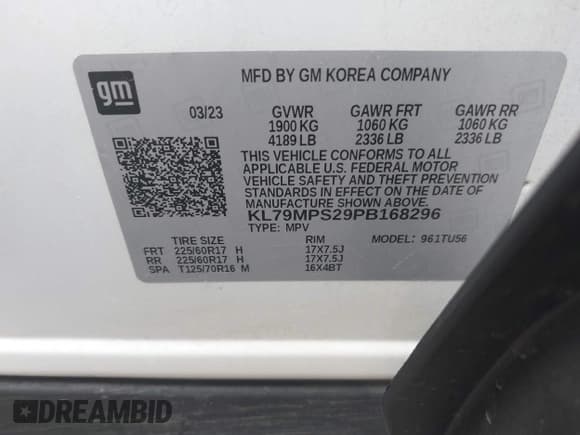 gm
MFD BY GM KOREA COMPANY
03/23 GVWR GAWR FRT GAWR RR
1900 KG 1060 KG 1060 KG
4189 LB 2336 LB 2336 LB
THIS VEHICLE CONFORMS TO ALL
APPLICABLE U.S. FEDERAL MOTOR
VEHICLE SAFETY AND THEFT PREVENTION
STANDARDS IN EFFECT ON THE DATE OF
MANUFACTURE SHOWN ABOVE.
KL79MPS29PB168296
TYPE: MPV MODEL: 961TU56
TIRE SIZE RIM
FRT 225/60R17 H 17X7.5J
RR 225/60R17 H 17X7.5J
SPA T125/70R16 M 16X4BT
DREAMBID